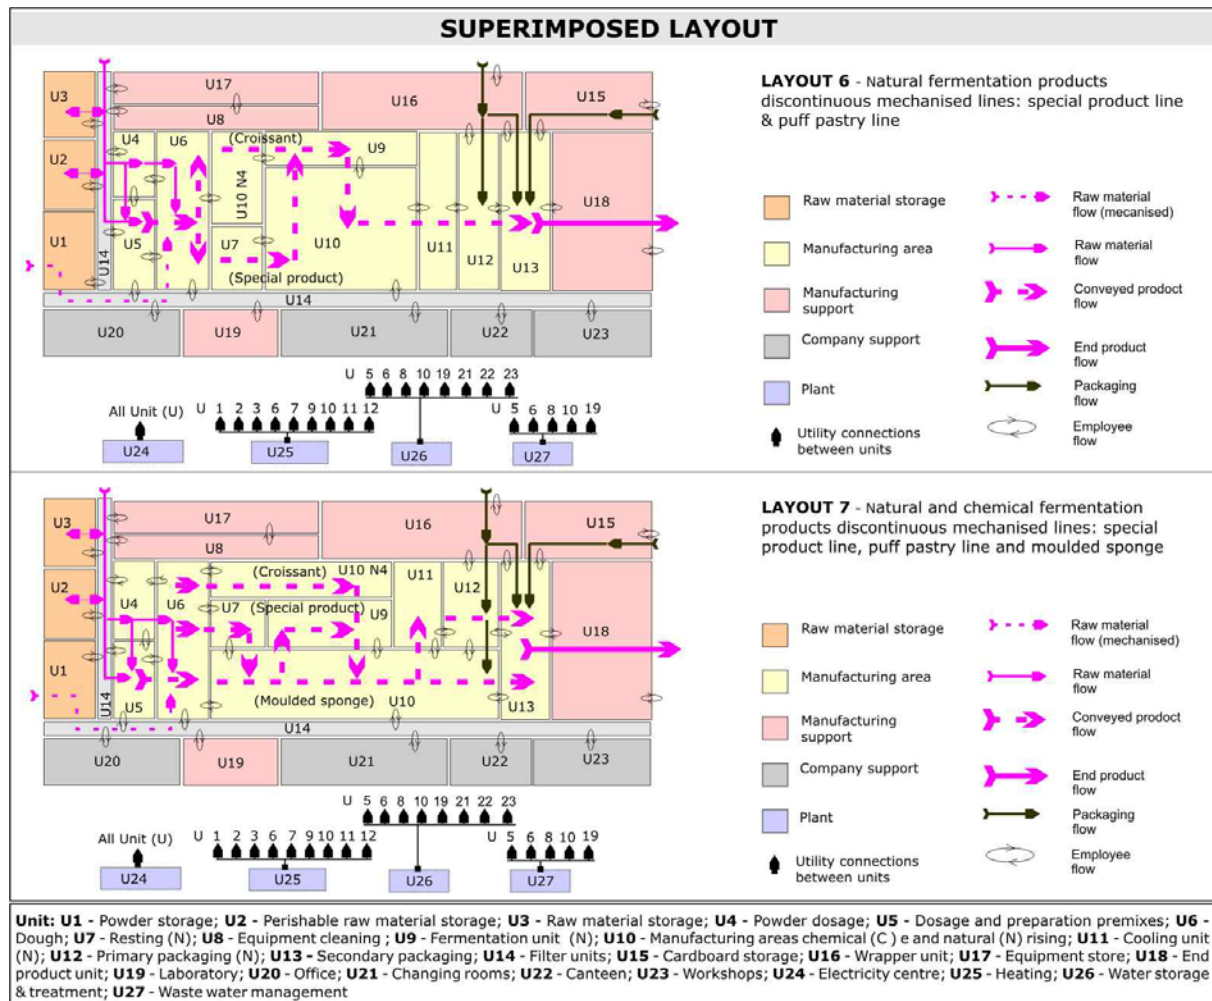 SUPERIMPOSED LAYOUT
U3
U17
U16
U15
U8
U4
U6
(Croissant)
U9
U2
U10 N4
U18
U1
U5
U14
U7
U10
U11
U12
U13
(Special product)
U14
U20
U19
U21
U22
U23
U 5 6 8 10 19 21 22 23
All Unit (U)
U 1 2 3 6 7 9 10 11 12
U 5 6 8 10 19
U24
U25
U26
U27
LAYOUT 6 - Natural fermentation products
discontinuous mechanised lines: special product line
& puff pastry line
Raw material storage
Raw material
flow (mecanised)
Manufacturing area
Raw material
flow
Manufacturing
support
Conveyed prodoct
flow
Company support
End product
flow
Plant
Packaging
flow
Utility connections
between units
Employee
flow
U3
U17
U16
U15
U8
U2
U4
U6
(Croissant)
U10 N4
U11
U12
U7
(Special product)
U9
U18
U1
U14
U5
(Moulded sponge)
U10
U13
U14
U20
U19
U21
U22
U23
U 5 6 8 10 19 21 22 23
All Unit (U)
U 1 2 3 6 7 9 10 11 12
U 5 6 8 10 19
U24
U25
U26
U27
LAYOUT 7 - Natural and chemical fermentation
products discontinuous mechanised lines: special
product line, puff pastry line and moulded sponge
Raw material storage
Raw material
flow (mechanised)
Manufacturing area
Raw material
flow
Manufacturing
support
Conveyed prodoct
flow
Company support
End product
flow
Plant
Packaging
flow
Utility connections
between units
Employee
flow
Unit: U1 - Powder storage; U2 - Perishable raw material storage; U3 - Raw material storage; U4 - Powder dosage; U5 - Dosage and preparation premixes; U6 -
Dough; U7 - Resting (N); U8 - Equipment cleaning ; U9 - Fermentation unit (N); U10 - Manufacturing areas chemical (C ) e and natural (N) rising; U11 - Cooling unit
(N); U12 - Primary packaging (N); U13 - Secondary packaging; U14 - Filter units; U15 - Cardboard storage; U16 - Wrapper unit; U17 - Equipment store; U18 - End
product unit; U19 - Laboratory; U20 - Office; U21 - Changing rooms; U22 - Canteen; U23 - Workshops; U24 - Electricity centre; U25 - Heating; U26 - Water storage
& treatment; U27 - Waste water management